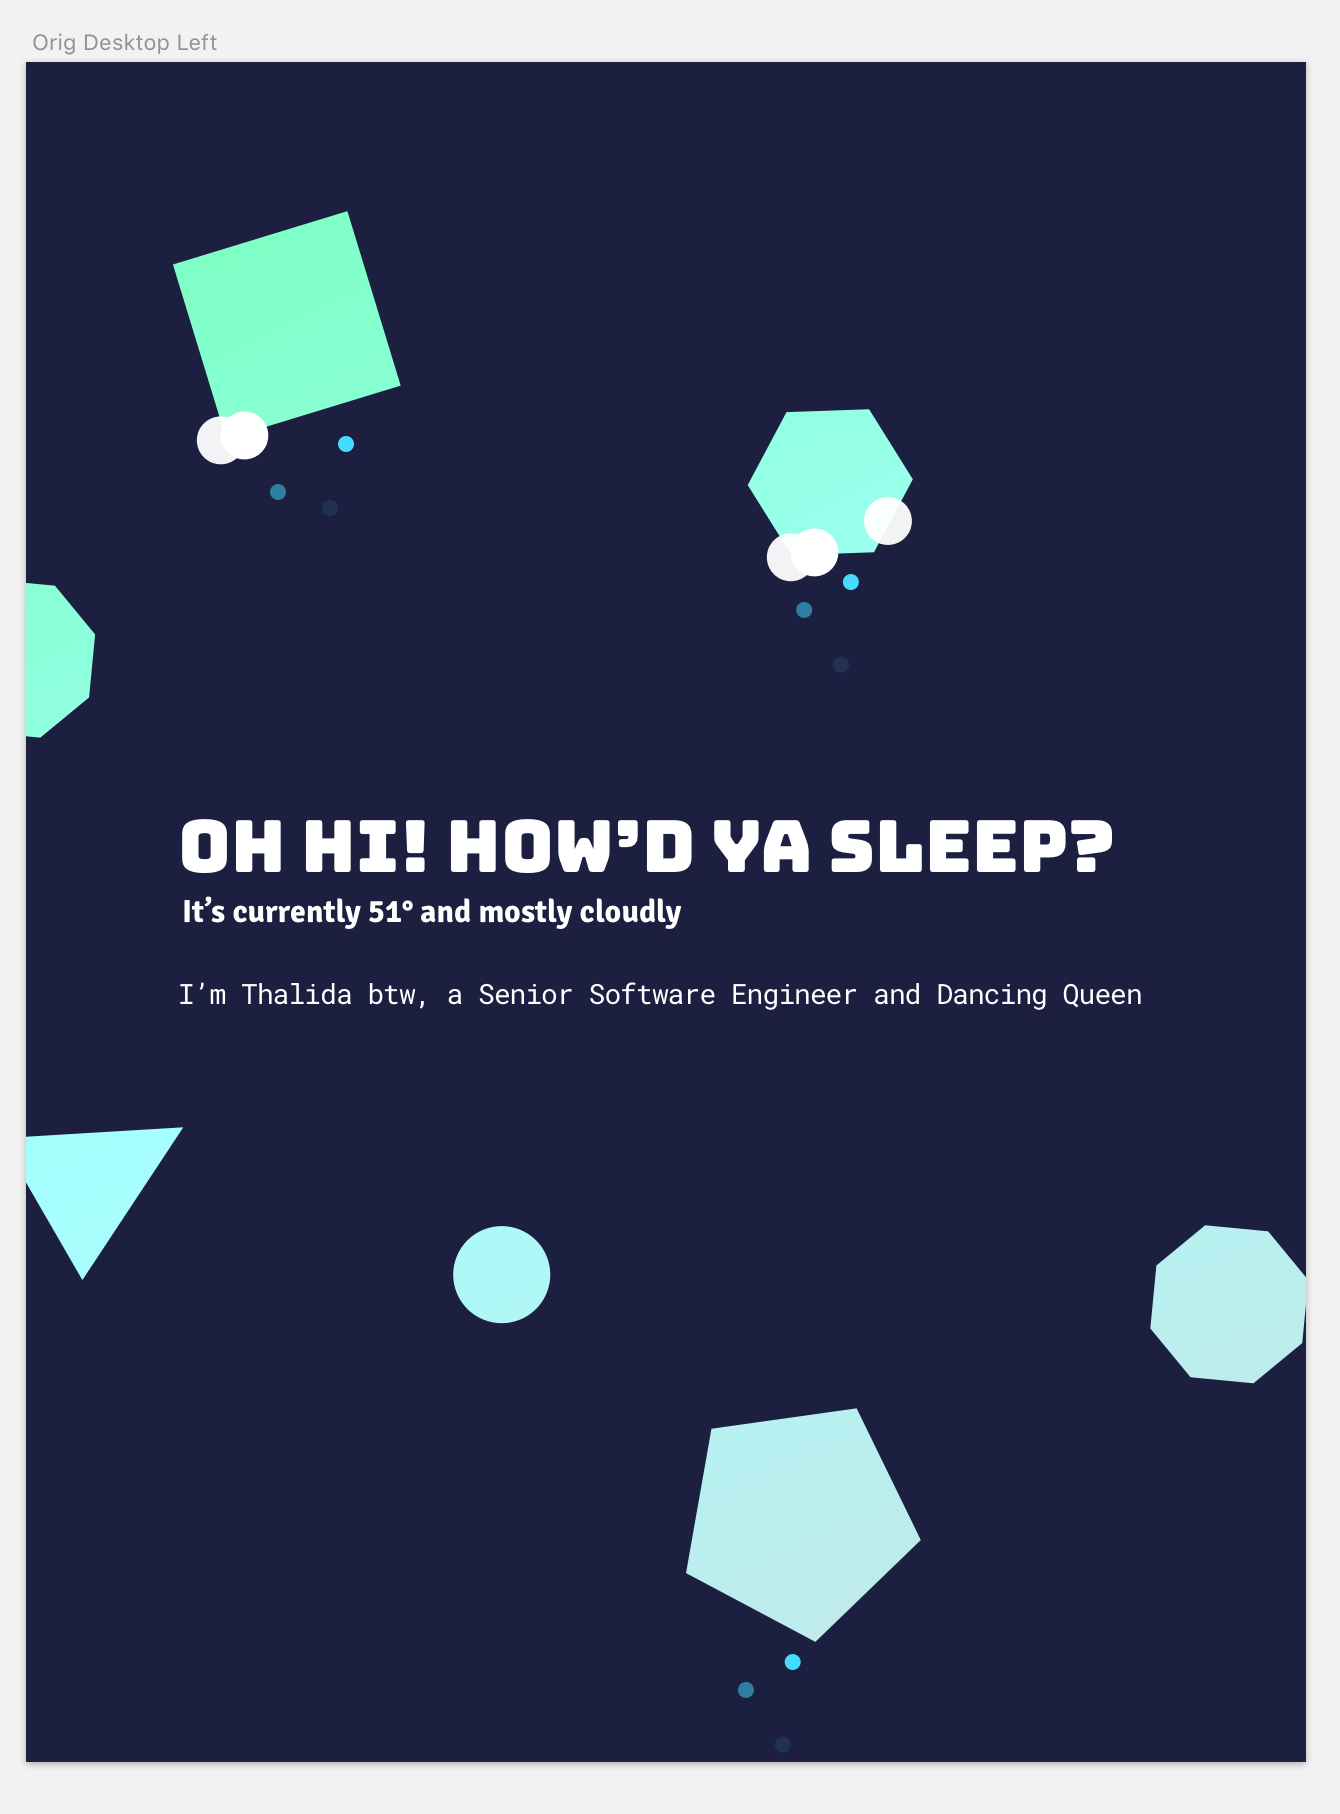 Orig Desktop Left
OH HI! HOW’D YA SLEEP?
It’s currently 51° and mostly cloudly
I’m Thalida btw, a Senior Software Engineer and Dancing Queen